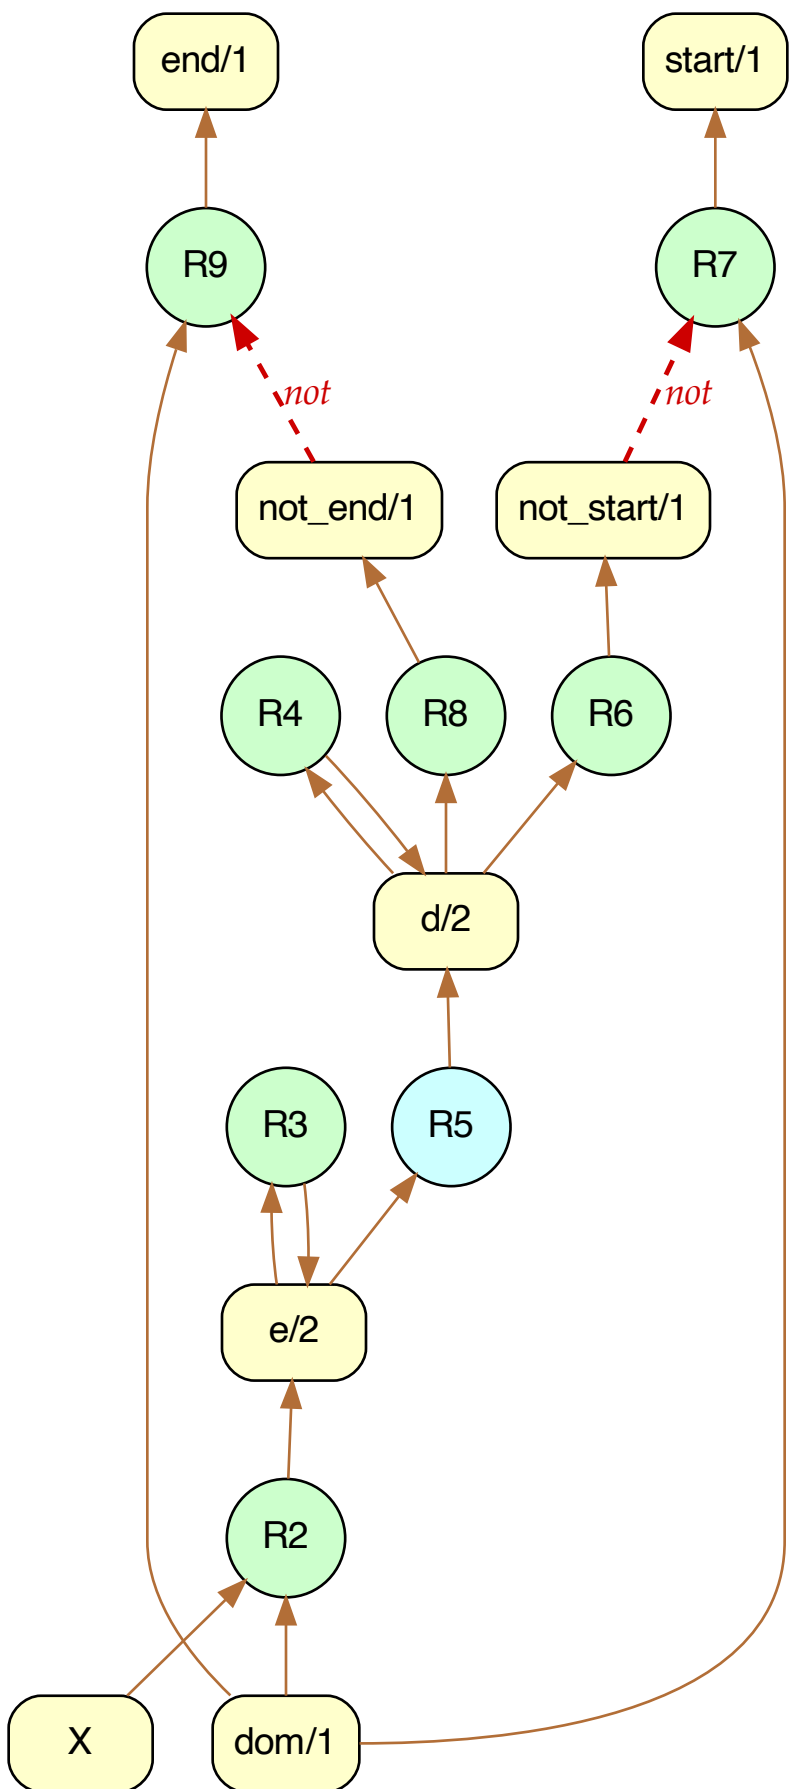 end/1
start/1
R9
R7
not
not
not_end/1
not_start/1
R4
R8
R6
d/2
R3
R5
e/2
R2
X
dom/1